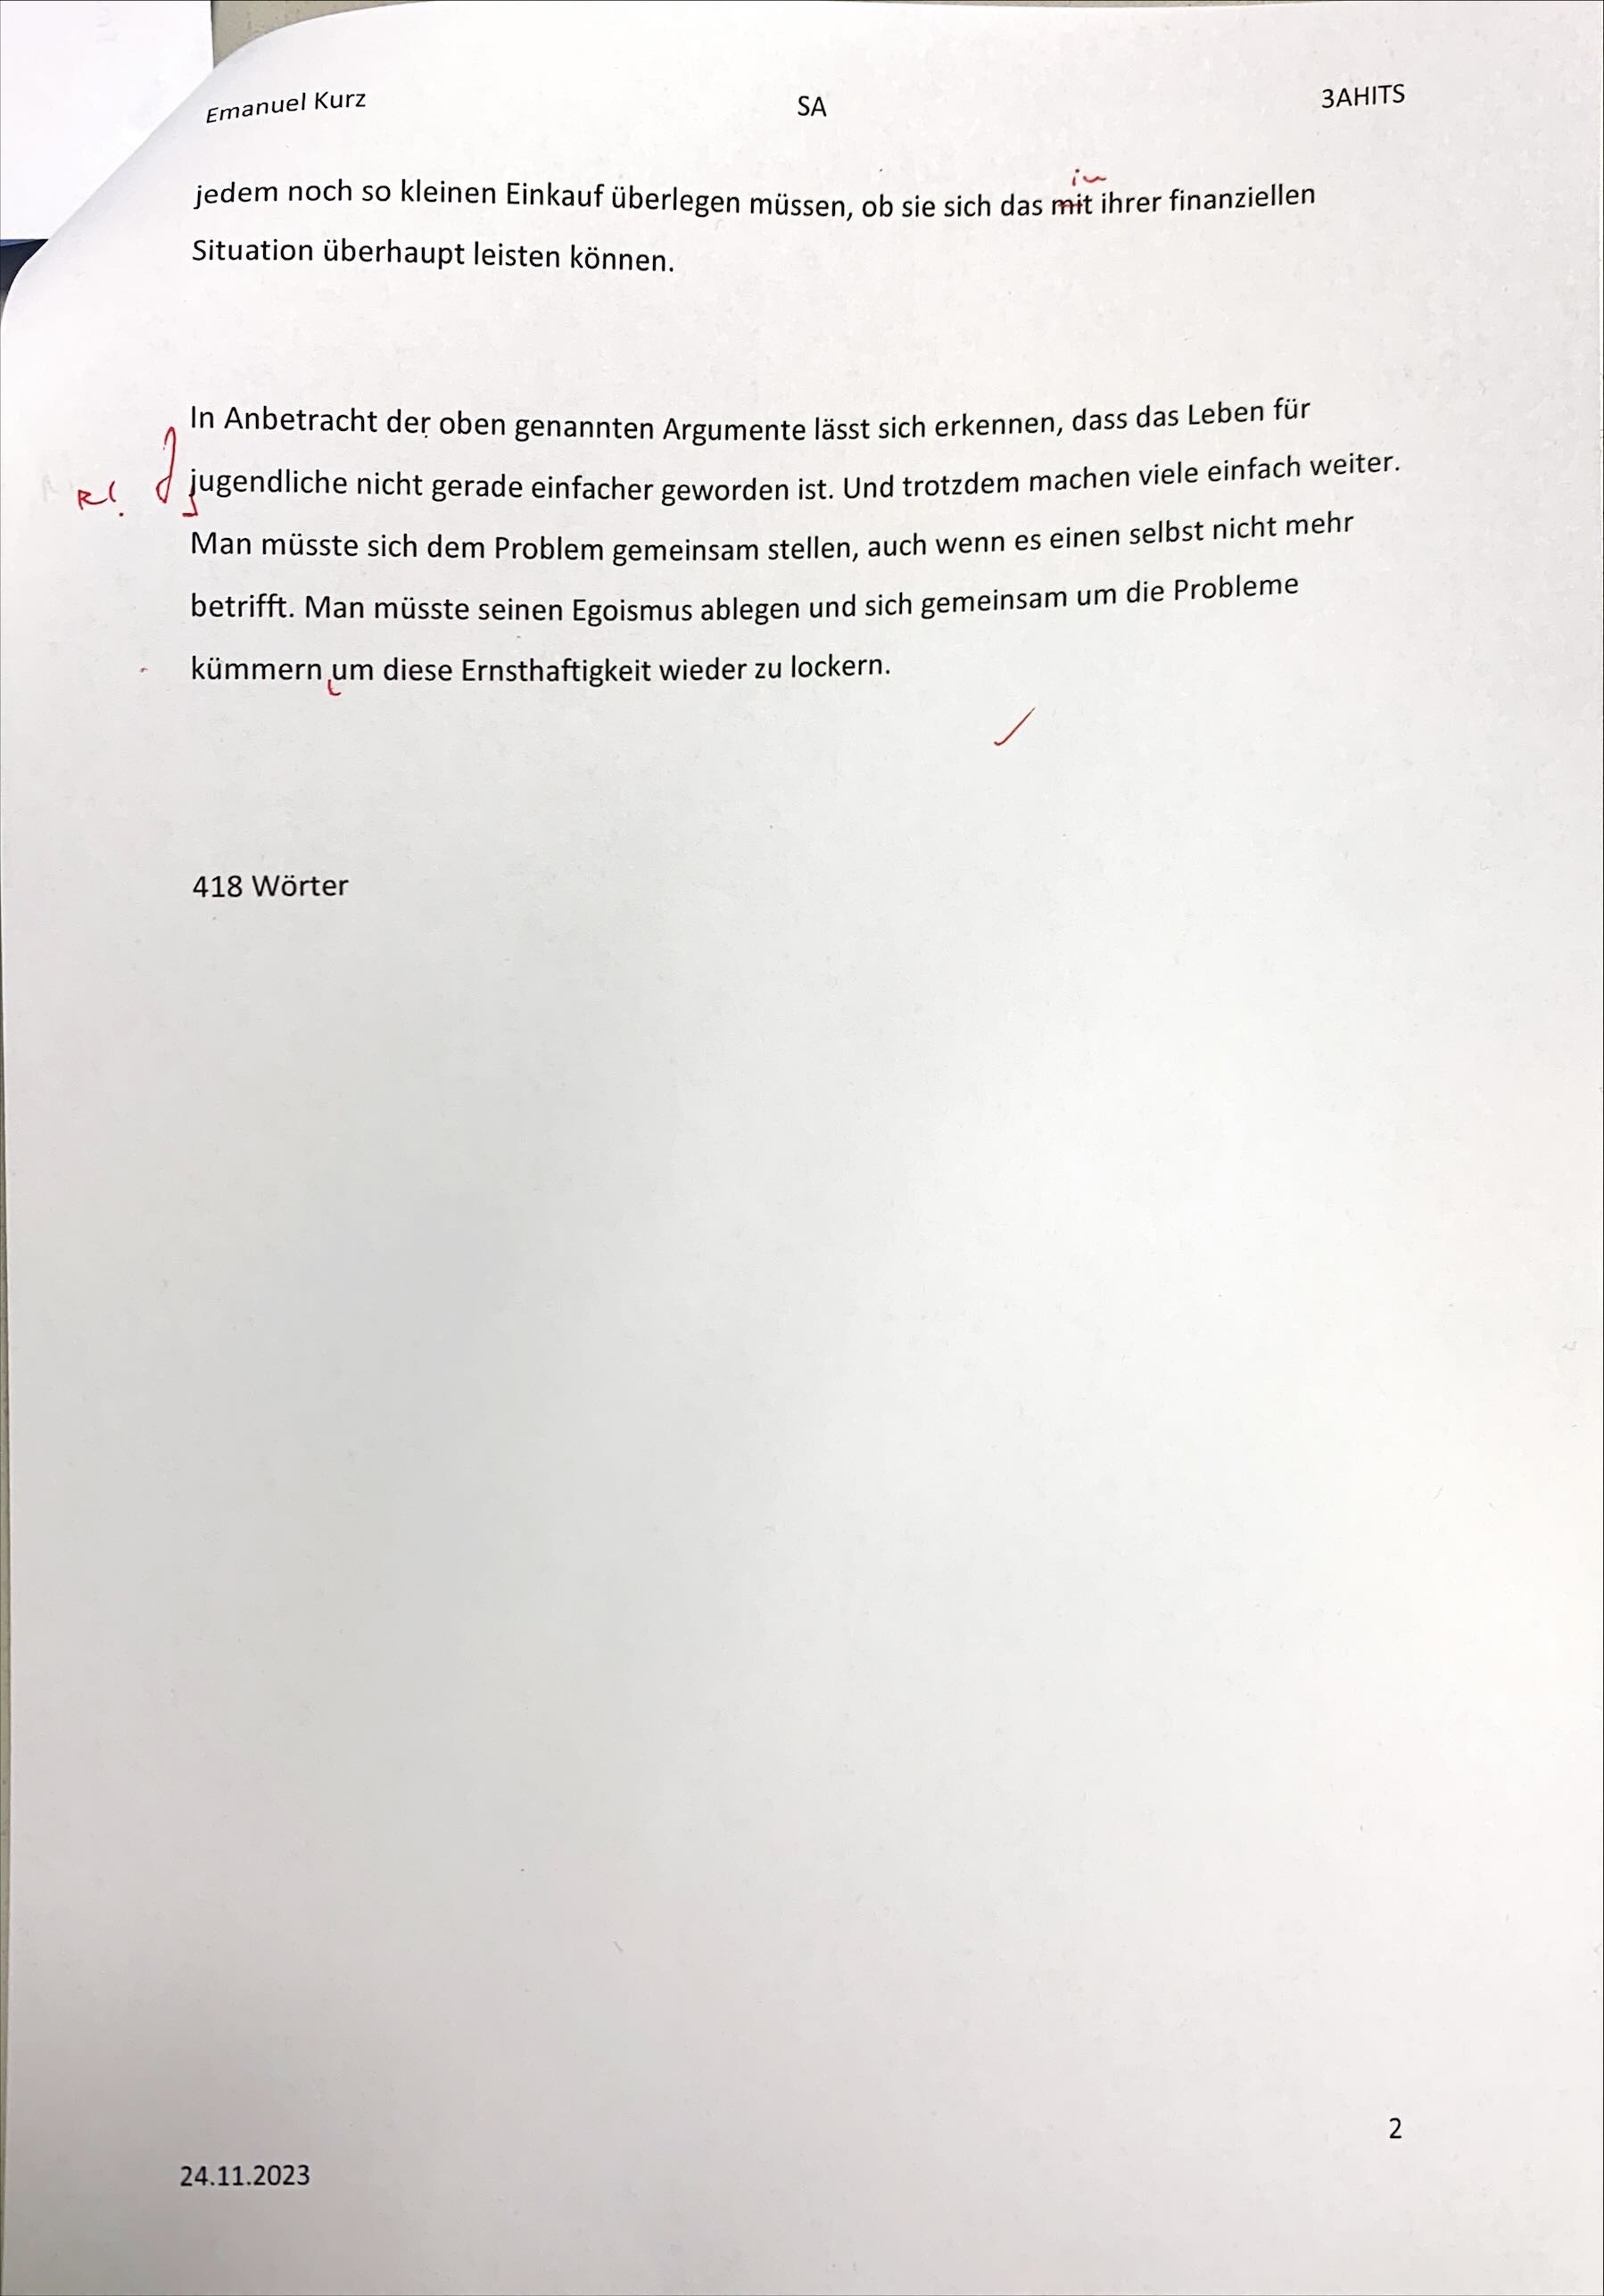 Emanuel Kurz SA 3AHITS
in
jedem noch so kleinen Einkauf überlegen müssen, ob sie sich das mit ihrer finanziellen
Situation überhaupt leisten können.
In Anbetracht der oben genannten Argumente lässt sich erkennen, dass das Leben für
R! jugendliche nicht gerade einfacher geworden ist. Und trotzdem machen viele einfach weiter.
Man müsste sich dem Problem gemeinsam stellen, auch wenn es einen selbst nicht mehr
betrifft. Man müsste seinen Egoismus ablegen und sich gemeinsam um die Probleme
kümmern um diese Ernsthaftigkeit wieder zu lockern.
418 Wörter
2
24.11.2023